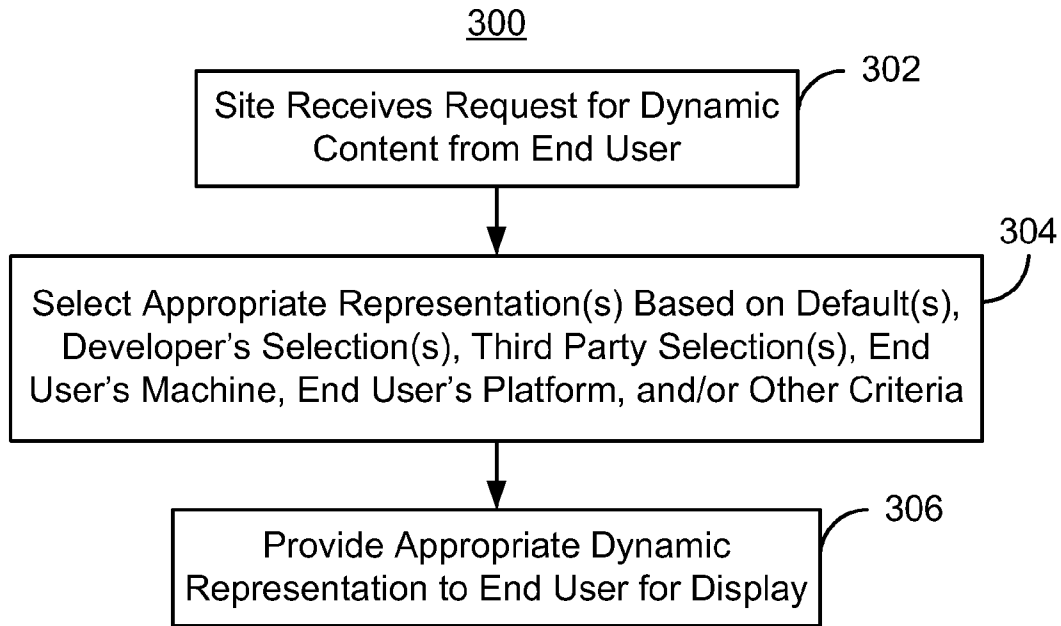 300
302
Site Receives Request for Dynamic
Content from End User
304
Select Appropriate Representation(s) Based on Default(s),
Developer's Selection(s), Third Party Selection(s), End
User's Machine, End User's Platform, and/or Other Criteria
306
Provide Appropriate Dynamic
Representation to End User for Display